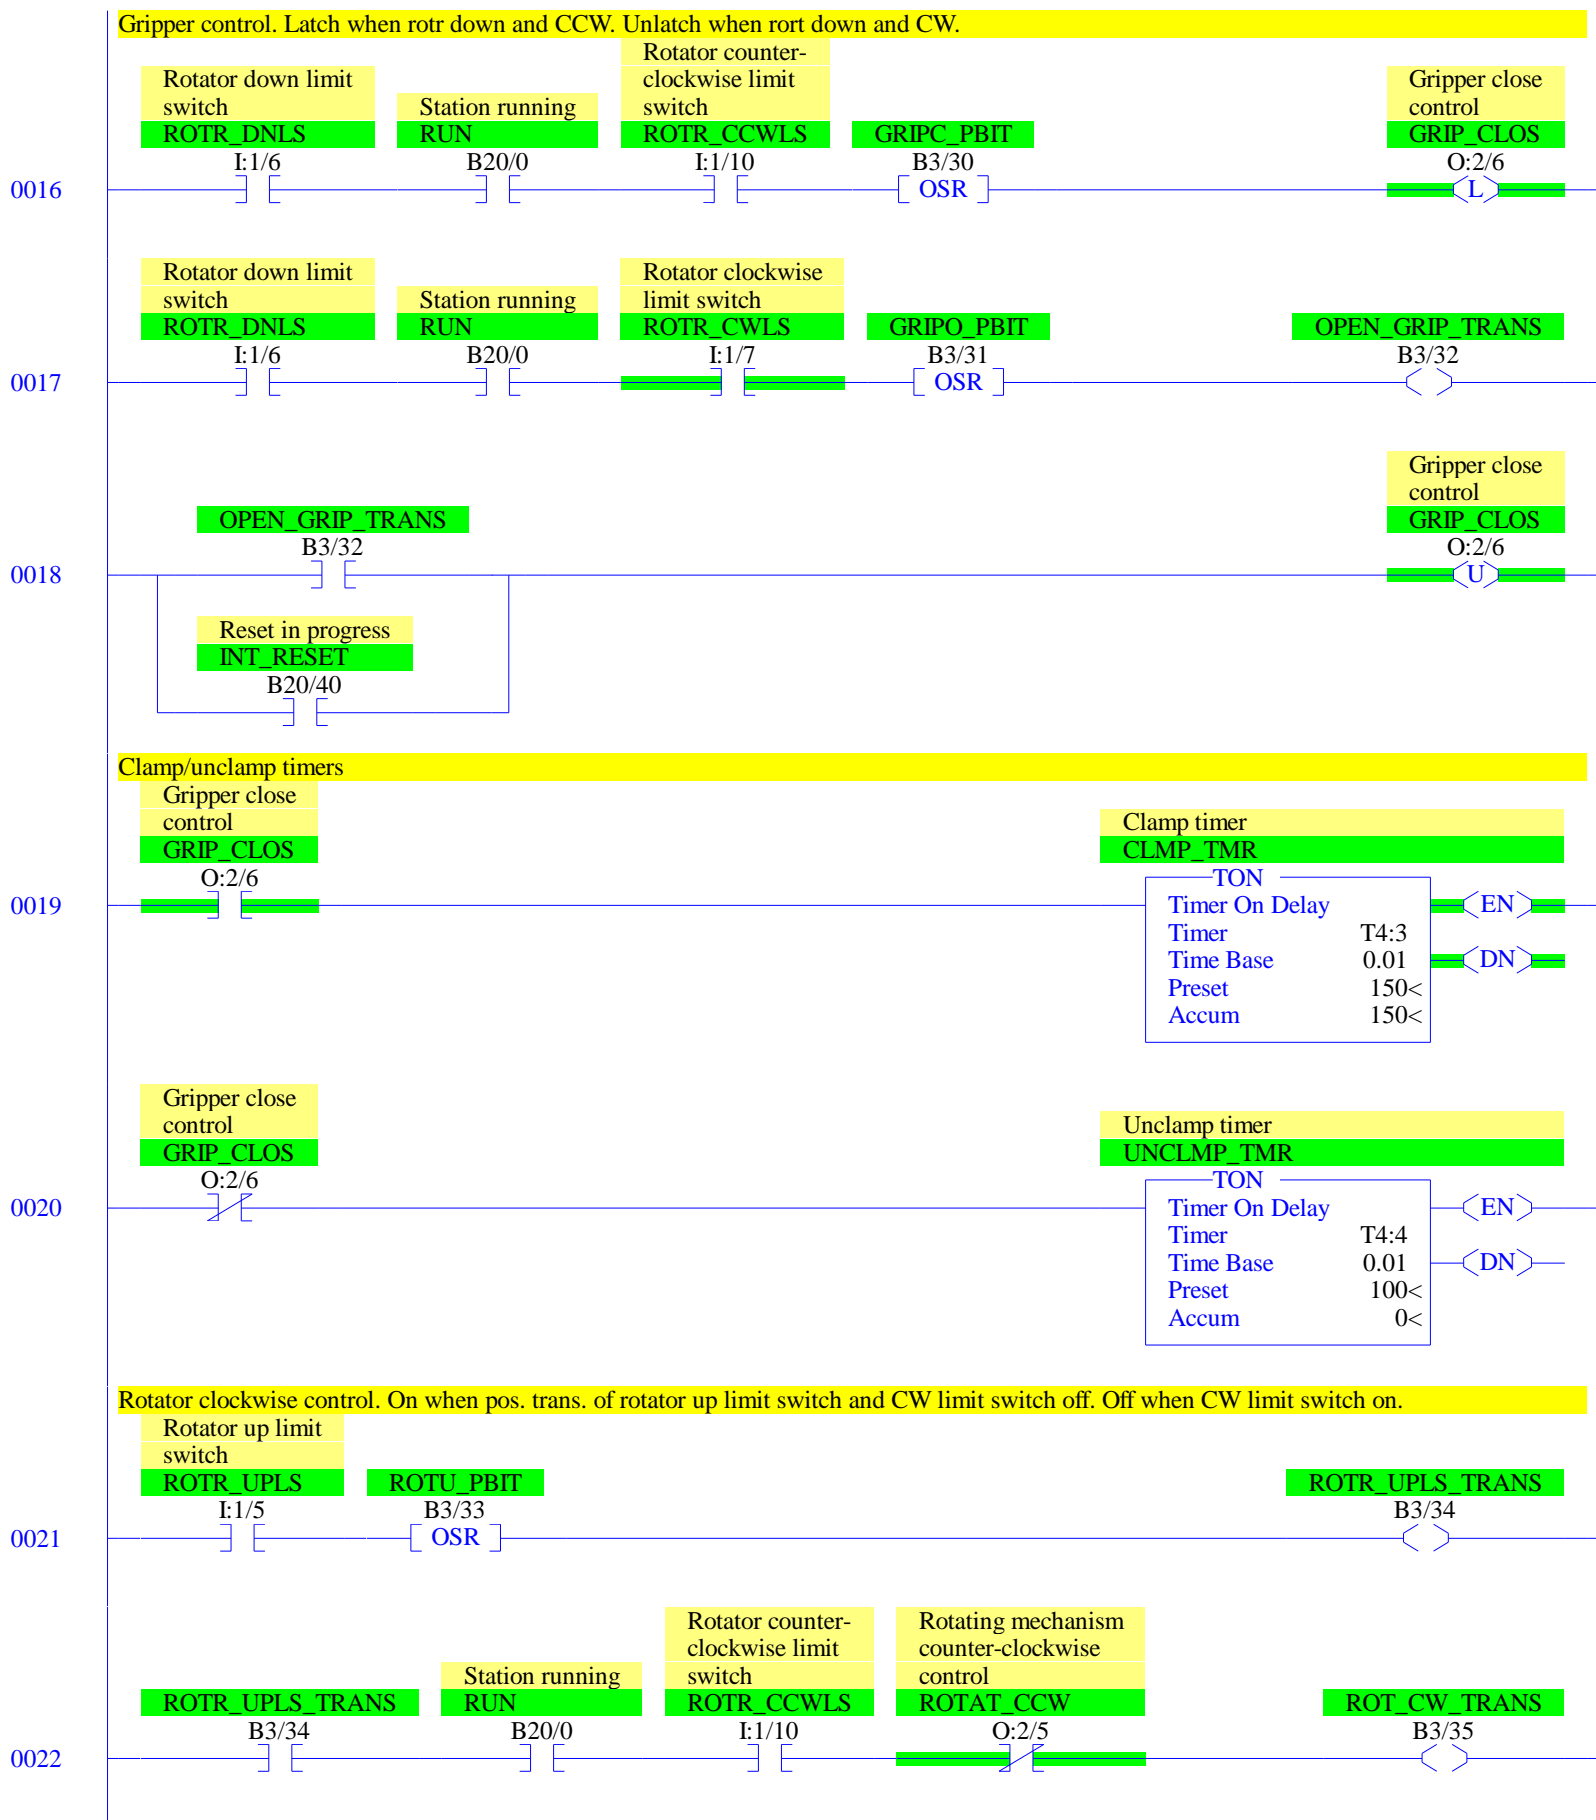 Gripper control. Latch when rotr down and CCW. Unlatch when rort down and CW.
Rotator down limit
switch
ROTR_DNLS
I:1/6
Station running
RUN
B20/0
Rotator counter-
clockwise limit
switch
ROTR_CCWLS
I:1/10
GRIPC_PBIT
B3/30
OSR
Gripper close
control
GRIP_CLOS
O:2/6
L
0016
Rotator down limit
switch
ROTR_DNLS
I:1/6
Station running
RUN
B20/0
Rotator clockwise
limit switch
ROTR_CWLS
I:1/7
GRIPO_PBIT
B3/31
OSR
OPEN_GRIP_TRANS
B3/32
0017
OPEN_GRIP_TRANS
B3/32
Gripper close
control
GRIP_CLOS
O:2/6
U
0018
Reset in progress
INT_RESET
B20/40
Clamp/unclamp timers
Gripper close
control
GRIP_CLOS
O:2/6
0019
Clamp timer
CLMP_TMR
TON
Timer On Delay
Timer T4:3
Time Base 0.01
Preset 150<
Accum 150<
EN
DN
Gripper close
control
GRIP_CLOS
O:2/6
0020
Unclamp timer
UNCLMP_TMR
TON
Timer On Delay
Timer T4:4
Time Base 0.01
Preset 100<
Accum 0<
EN
DN
Rotator clockwise control. On when pos. trans. of rotator up limit switch and CW limit switch off. Off when CW limit switch on.
Rotator up limit
switch
ROTR_UPLS
I:1/5
ROTU_PBIT
B3/33
OSR
ROTR_UPLS_TRANS
B3/34
0021
ROTR_UPLS_TRANS
B3/34
Station running
RUN
B20/0
Rotator counter-
clockwise limit
switch
ROTR_CCWLS
I:1/10
Rotating mechanism
counter-clockwise
control
ROTAT_CCW
O:2/5
ROT_CW_TRANS
B3/35
0022